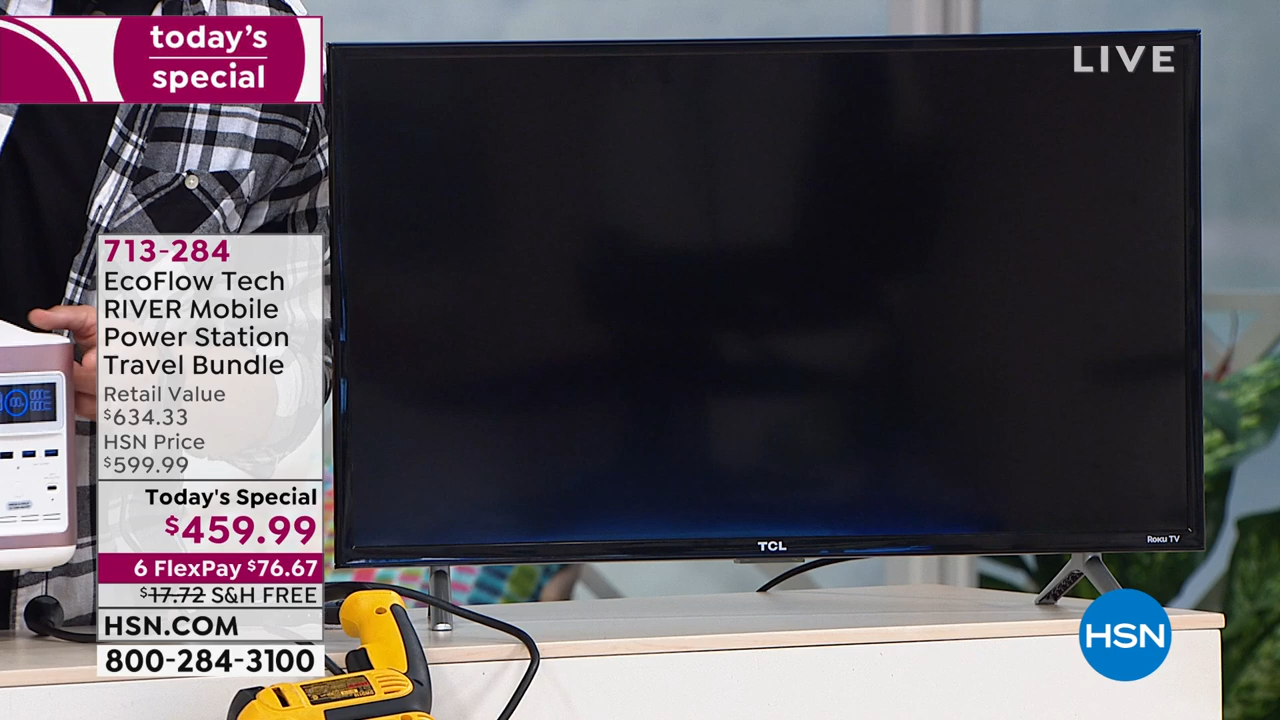 today's
special
LIVE
713-284
EcoFlow Tech
RIVER Mobile
Power Station
Travel Bundle
Retail Value
$634.33
HSN Price
$599.99
Today's Special
$459.99
6 FlexPay $76.67
$17.72 S&H FREE
HSN.COM
800-284-3100
TCL
Roku TV
HSN